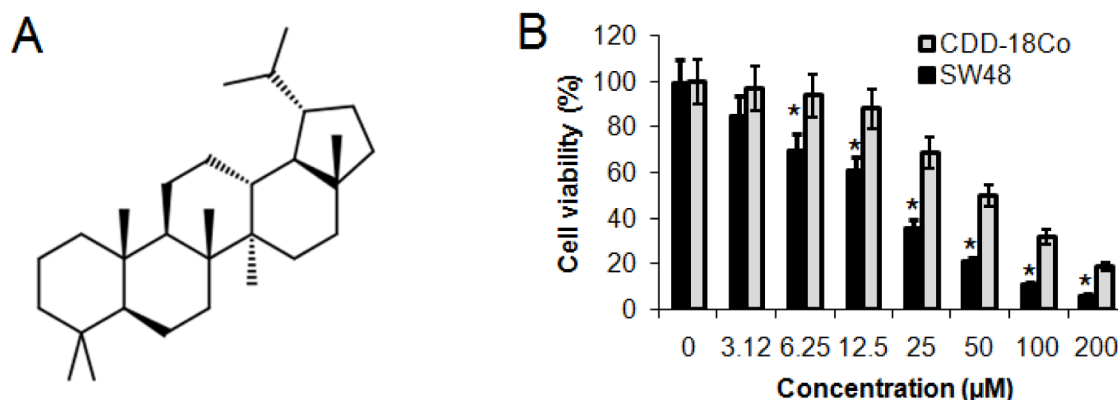 A
B
CDD-18Co
SW48
Cell viability (%)
120
100
80
60
40
20
0
* * * * * *
0 3.12 6.25 12.5 25 50 100 200
Concentration (µM)